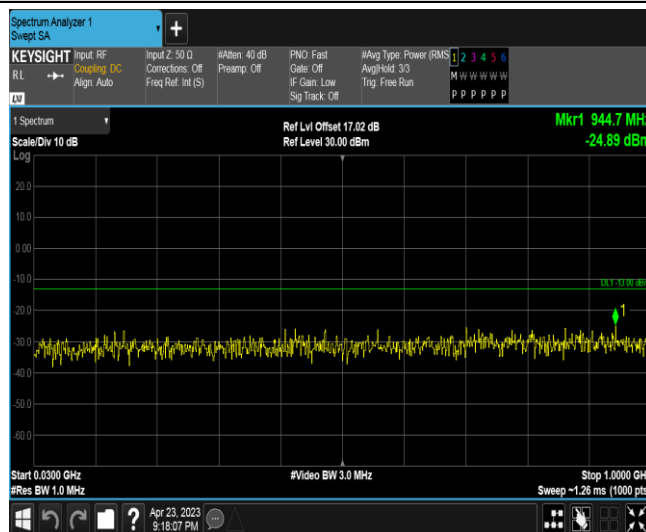 Spectrum Analyzer 1
Swept SA
KEYSIGHT
RL
LXI
Input: RF
Coupling: DC
Align: Auto
Input Z: 50 Ω
Corrections: Off
Freq Ref: Int (S)
#Atten: 40 dB
Preamp: Off
PNO: Fast
Gate: Off
IF Gain: Low
Sig Track: Off
#Avg Type: Power (RMS
Avg|Hold: 3/3
Trig: Free Run
1 2 3 4 5 6
M W W W W W
P P P P P P
1 Spectrum
Scale/Div 10 dB
Log
Ref Lvl Offset 17.02 dB
Ref Level 30.00 dBm
Mkr1 944.7 MHz
-24.89 dBm
20.0
10.0
0.00
-10.0
DL1 -13.00 dBm
-20.0
1
-30.0
-40.0
-50.0
-60.0
Start 0.0300 GHz
#Video BW 3.0 MHz
Stop 1.0000 GHz
#Res BW 1.0 MHz
Sweep ~1.26 ms (1000 pts)
?
Apr 23, 2023
9:18:07 PM